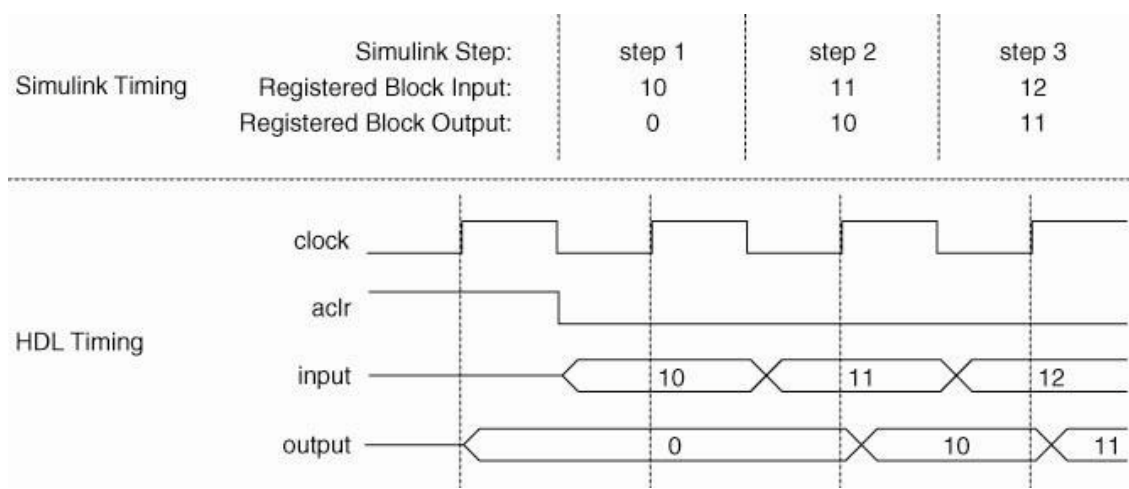 Simulink Step: step 1 step 2 step 3
Simulink Timing Registered Block Input: 10 11 12
Registered Block Output: 0 10 11
clock
aclr
HDL Timing
input 10 11 12
output 0 10 11